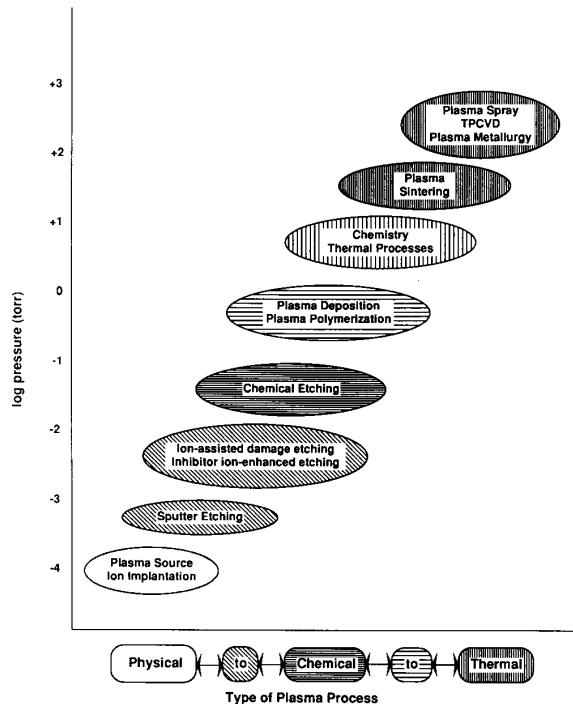 +3
Plasma Spray
TPCVD
Plasma Metallurgy
+2
Plasma
Sintering
+1
Chemistry
Thermal Processes
0
Plasma Deposition
Plasma Polymerization
log pressure (torr)
-1
Chemical Etching
-2
Ion-assisted damage etching
Inhibitor ion-enhanced etching
-3
Sputter Etching
-4
Plasma Source
Ion Implantation
Physical to Chemical to Thermal
Type of Plasma Process